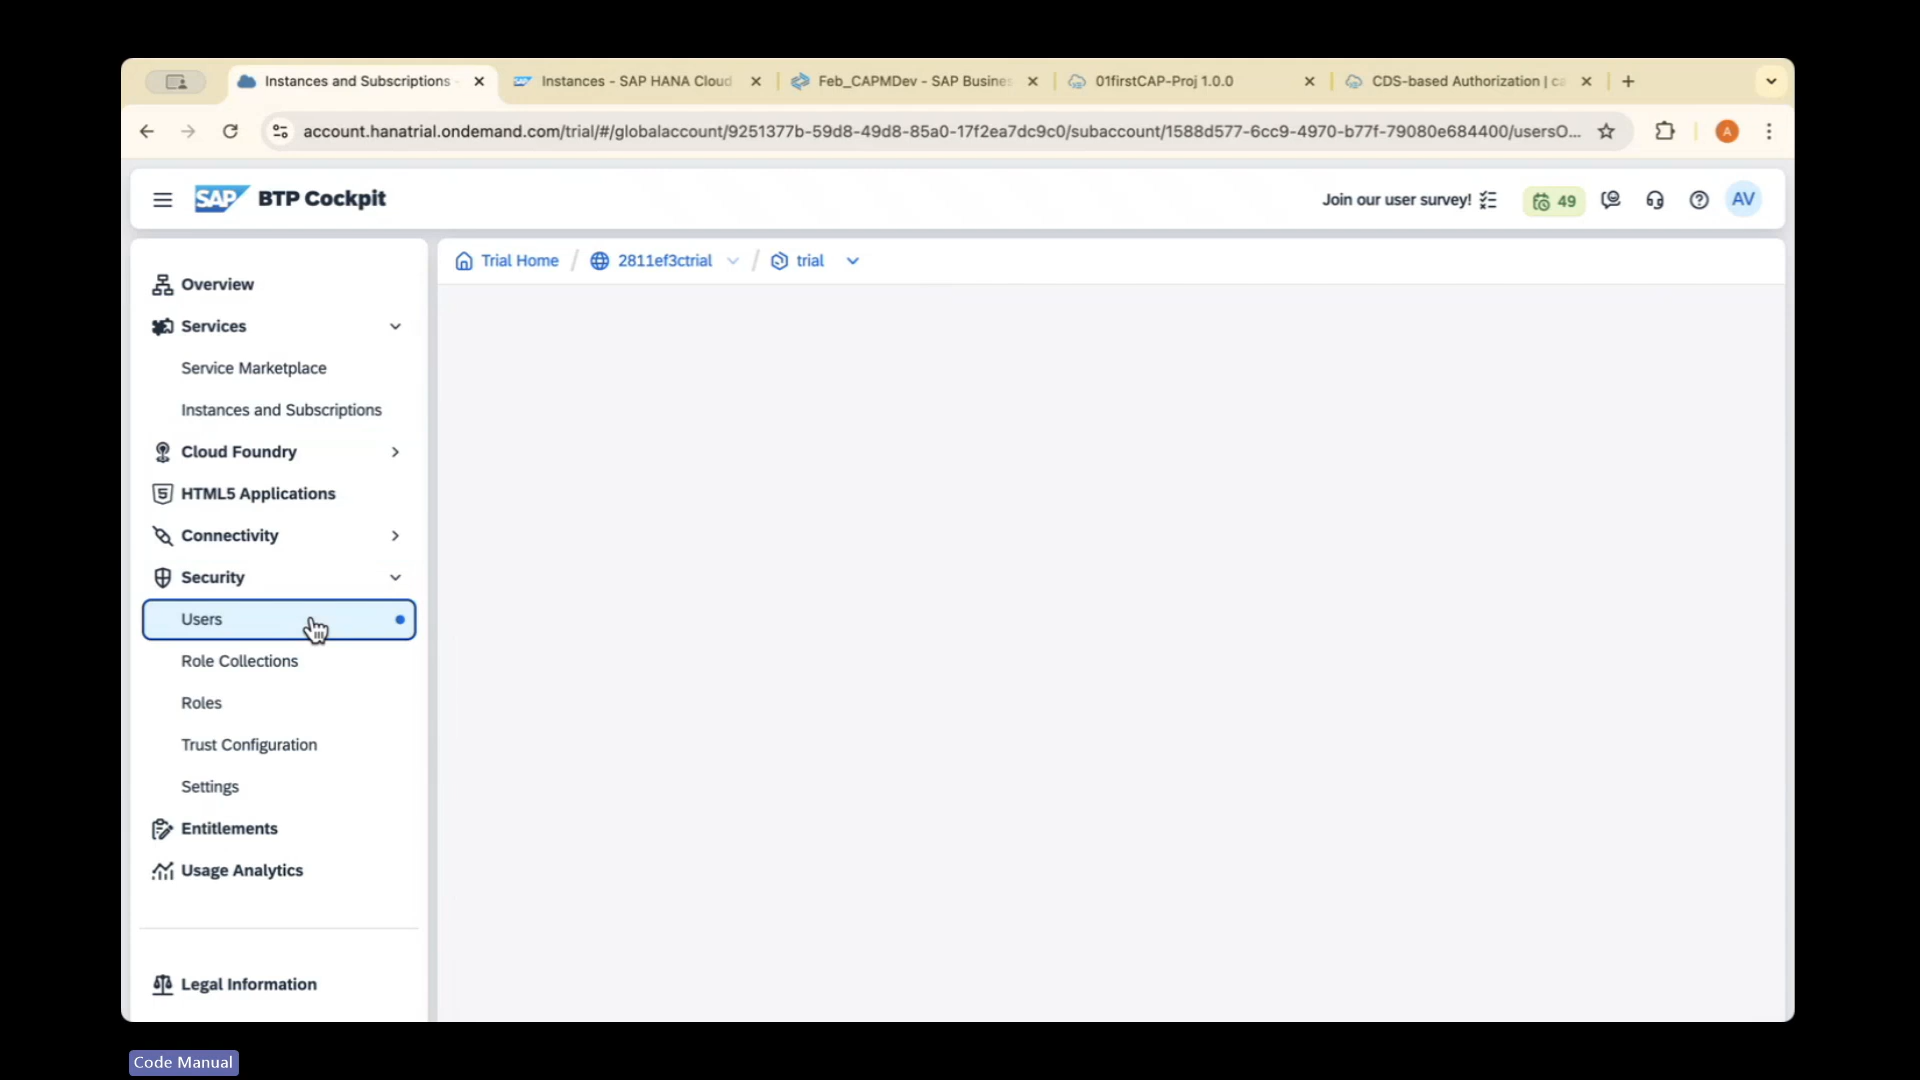 Instances and Subscriptions -
Instances - SAP HANA Cloud
Feb_CAPMDev - SAP Busines
01firstCAP-Proj 1.0.0
CDS-based Authorization | ca
account.hanatrial.ondemand.com/trial/#/globalaccount/9251377b-59d8-49d8-85a0-17f2ea7dc9c0/subaccount/1588d577-6cc9-4970-b77f-79080e684400/usersO...
A
SAP BTP Cockpit
Join our user survey!
49
AV
Trial Home / 2811ef3ctrial / trial
Overview
Services
Service Marketplace
Instances and Subscriptions
Cloud Foundry
HTML5 Applications
Connectivity
Security
Users
Role Collections
Roles
Trust Configuration
Settings
Entitlements
Usage Analytics
Legal Information
Code Manual